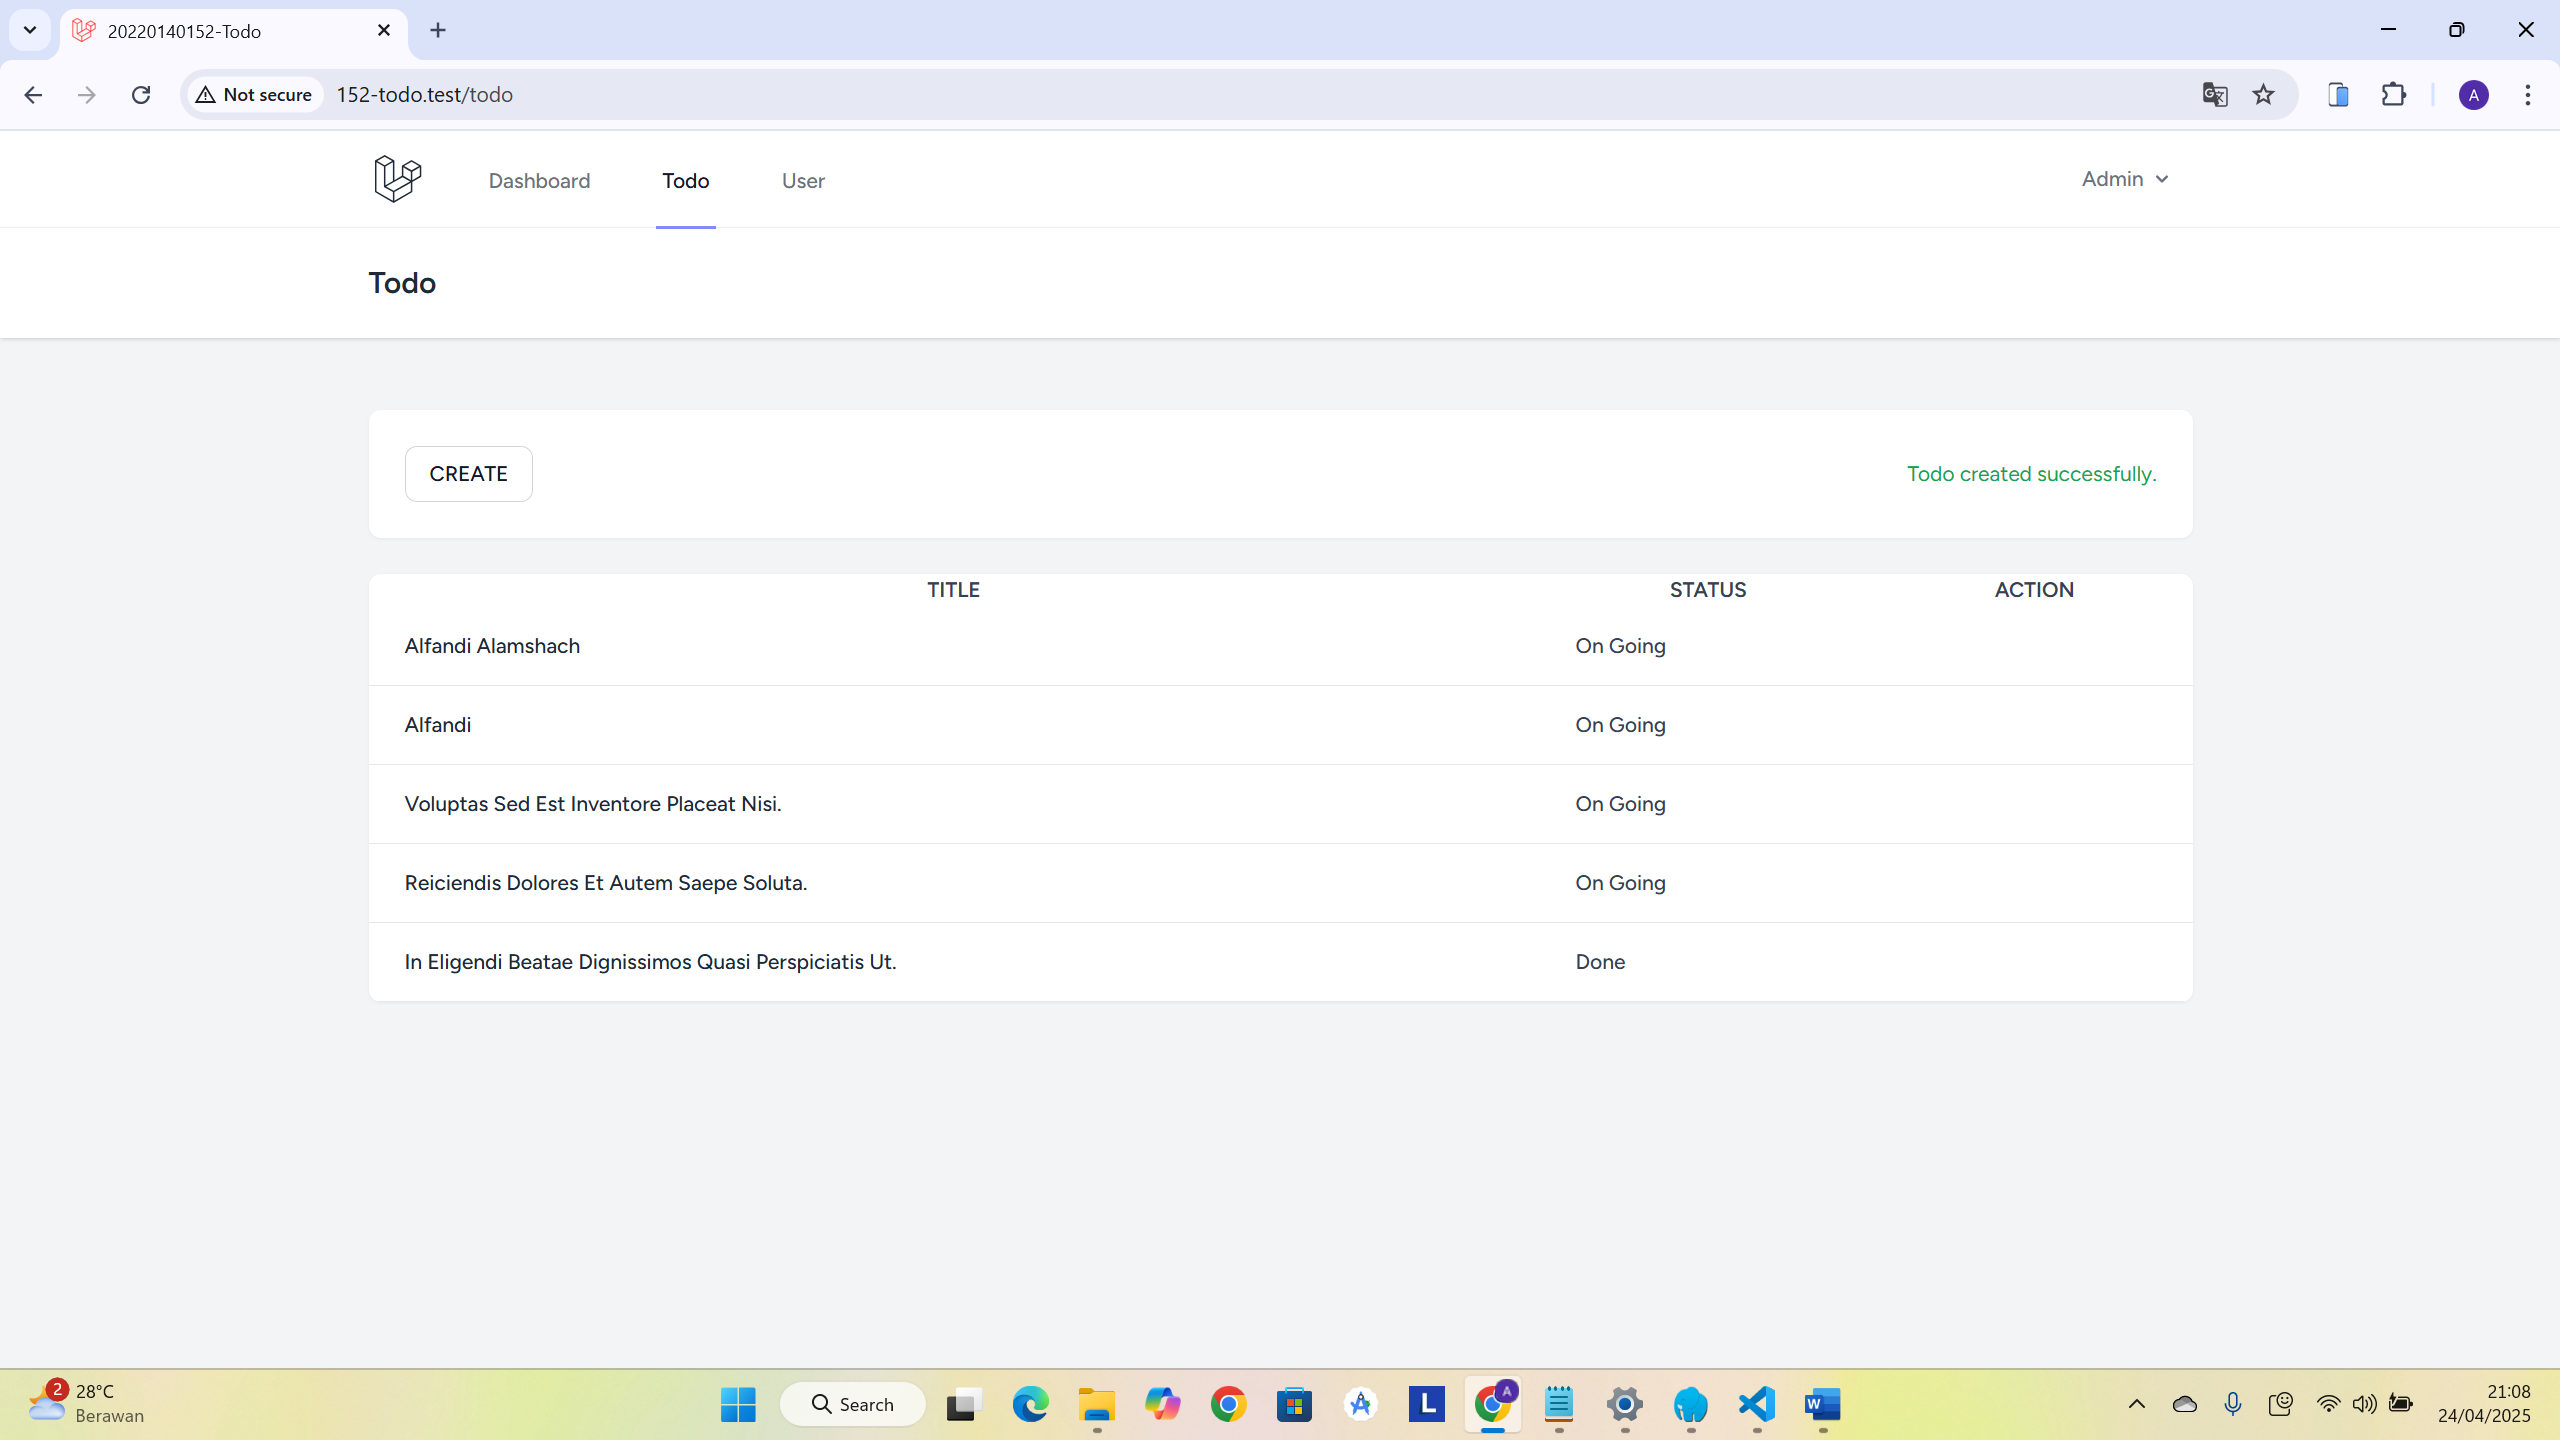 20220140152-Todo
Not secure 152-todo.test/todo A
Dashboard Todo User Admin
Todo
CREATE Todo created successfully.
TITLE STATUS ACTION
Alfandi Alamshach On Going
Alfandi On Going
Voluptas Sed Est Inventore Placeat Nisi. On Going
Reiciendis Dolores Et Autem Saepe Soluta. On Going
In Eligendi Beatae Dignissimos Quasi Perspiciatis Ut. Done
2 28°C Search L A W 21:08
Berawan 24/04/2025